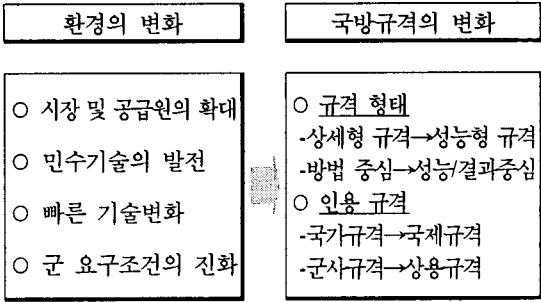 환경의 변화
○ 시장 및 공급원의 확대
○ 민수기술의 발전
○ 빠른 기술변화
○ 군 요구조건의 진화
국방규격의 변화
○ 규격 형태
-상세형 규격→성능형 규격
-방법 중심→성능/결과중심
○ 인용 규격
-국가규격→국제규격
-군사규격→상용규격